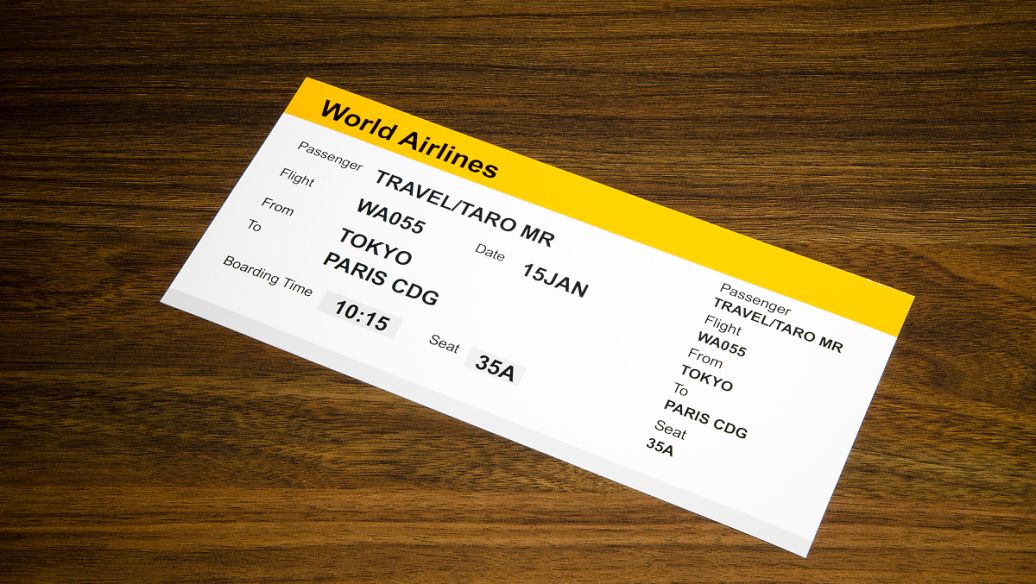 World Airlines
Passenger TRAVEL/TARO MR
Flight WA055 Date 15JAN
From TOKYO
To PARIS CDG
Boarding Time 10:15 Seat 35A
Passenger
TRAVEL/TARO MR
Flight
WA055
From
TOKYO
To
PARIS CDG
Seat
35A